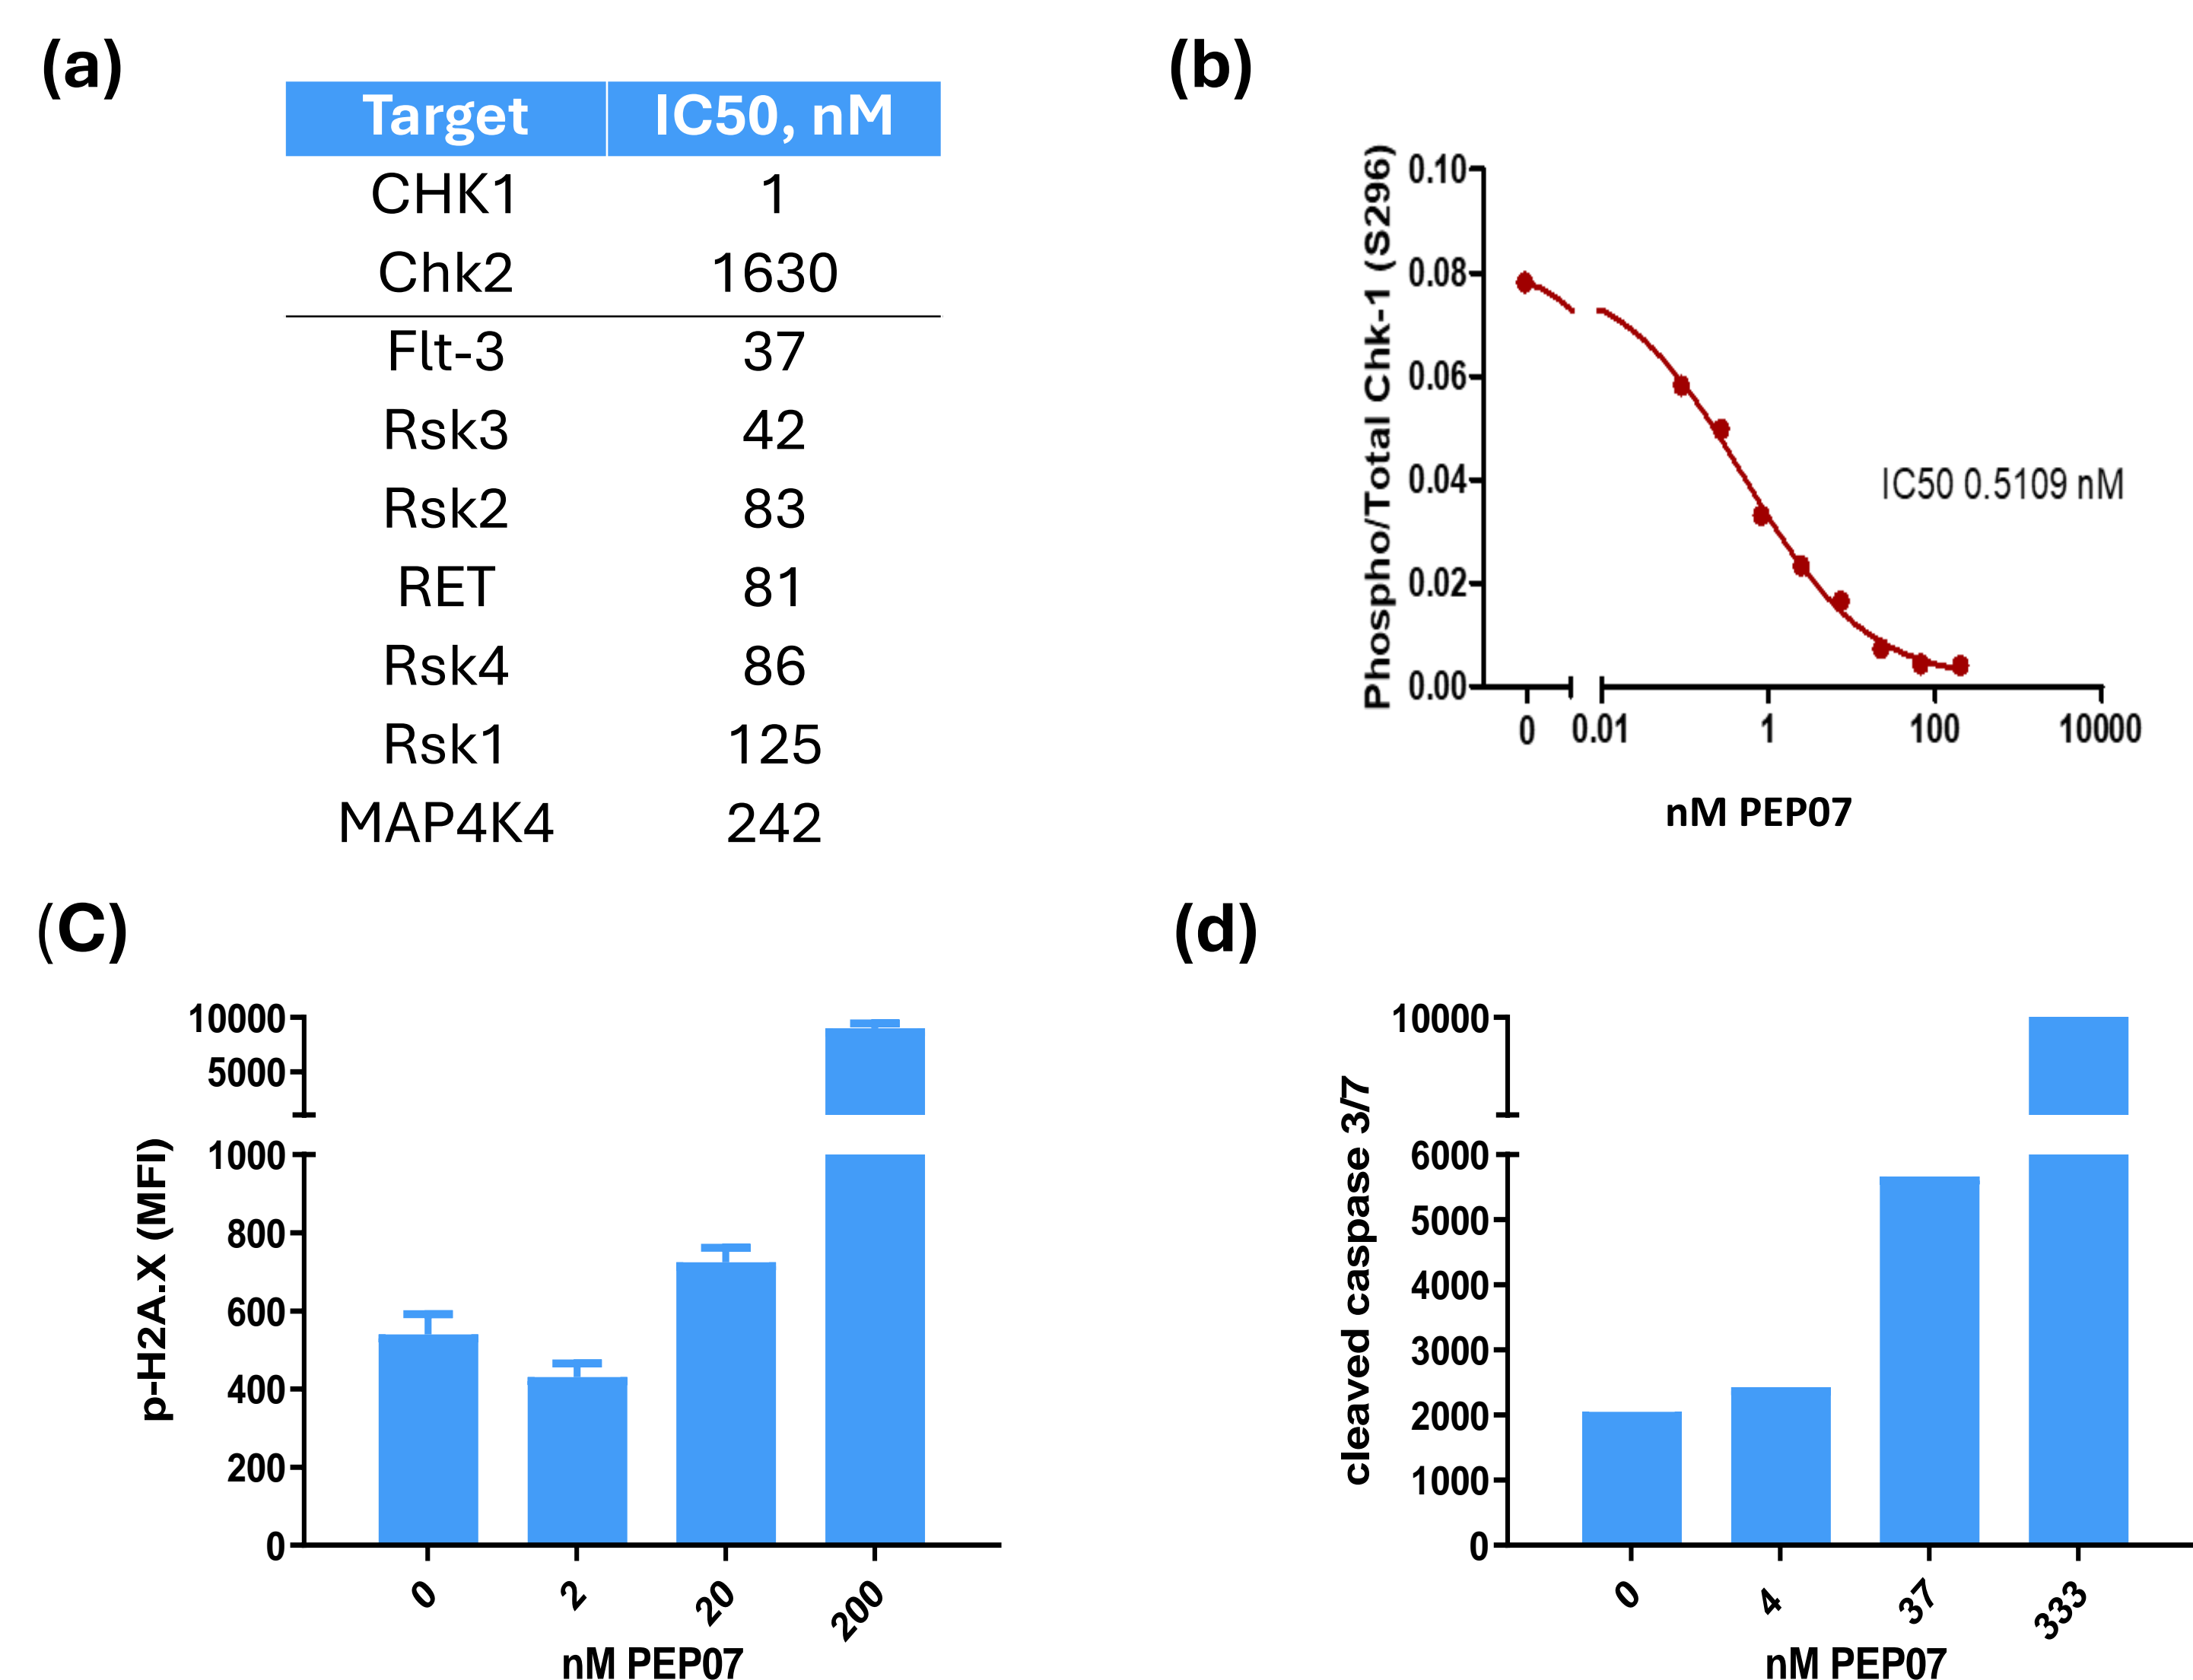 (a)
Target IC50, nM
CHK1 1
Chk2 1630
Flt-3 37
Rsk3 42
Rsk2 83
RET 81
Rsk4 86
Rsk1 125
MAP4K4 242
(b)
Phospho/Total Chk-1 (S296)
0.10
0.08
0.06
0.04
0.02
0.00
IC50 0.5109 nM
0 0.01 1 100 10000
nM PEP07
(C)
p-H2A.X (MFI)
10000
5000
1000
800
600
400
200
0
0 2 20 200
nM PEP07
(d)
cleaved caspase 3/7
10000
6000
5000
4000
3000
2000
1000
0
0 4 37 333
nM PEP07